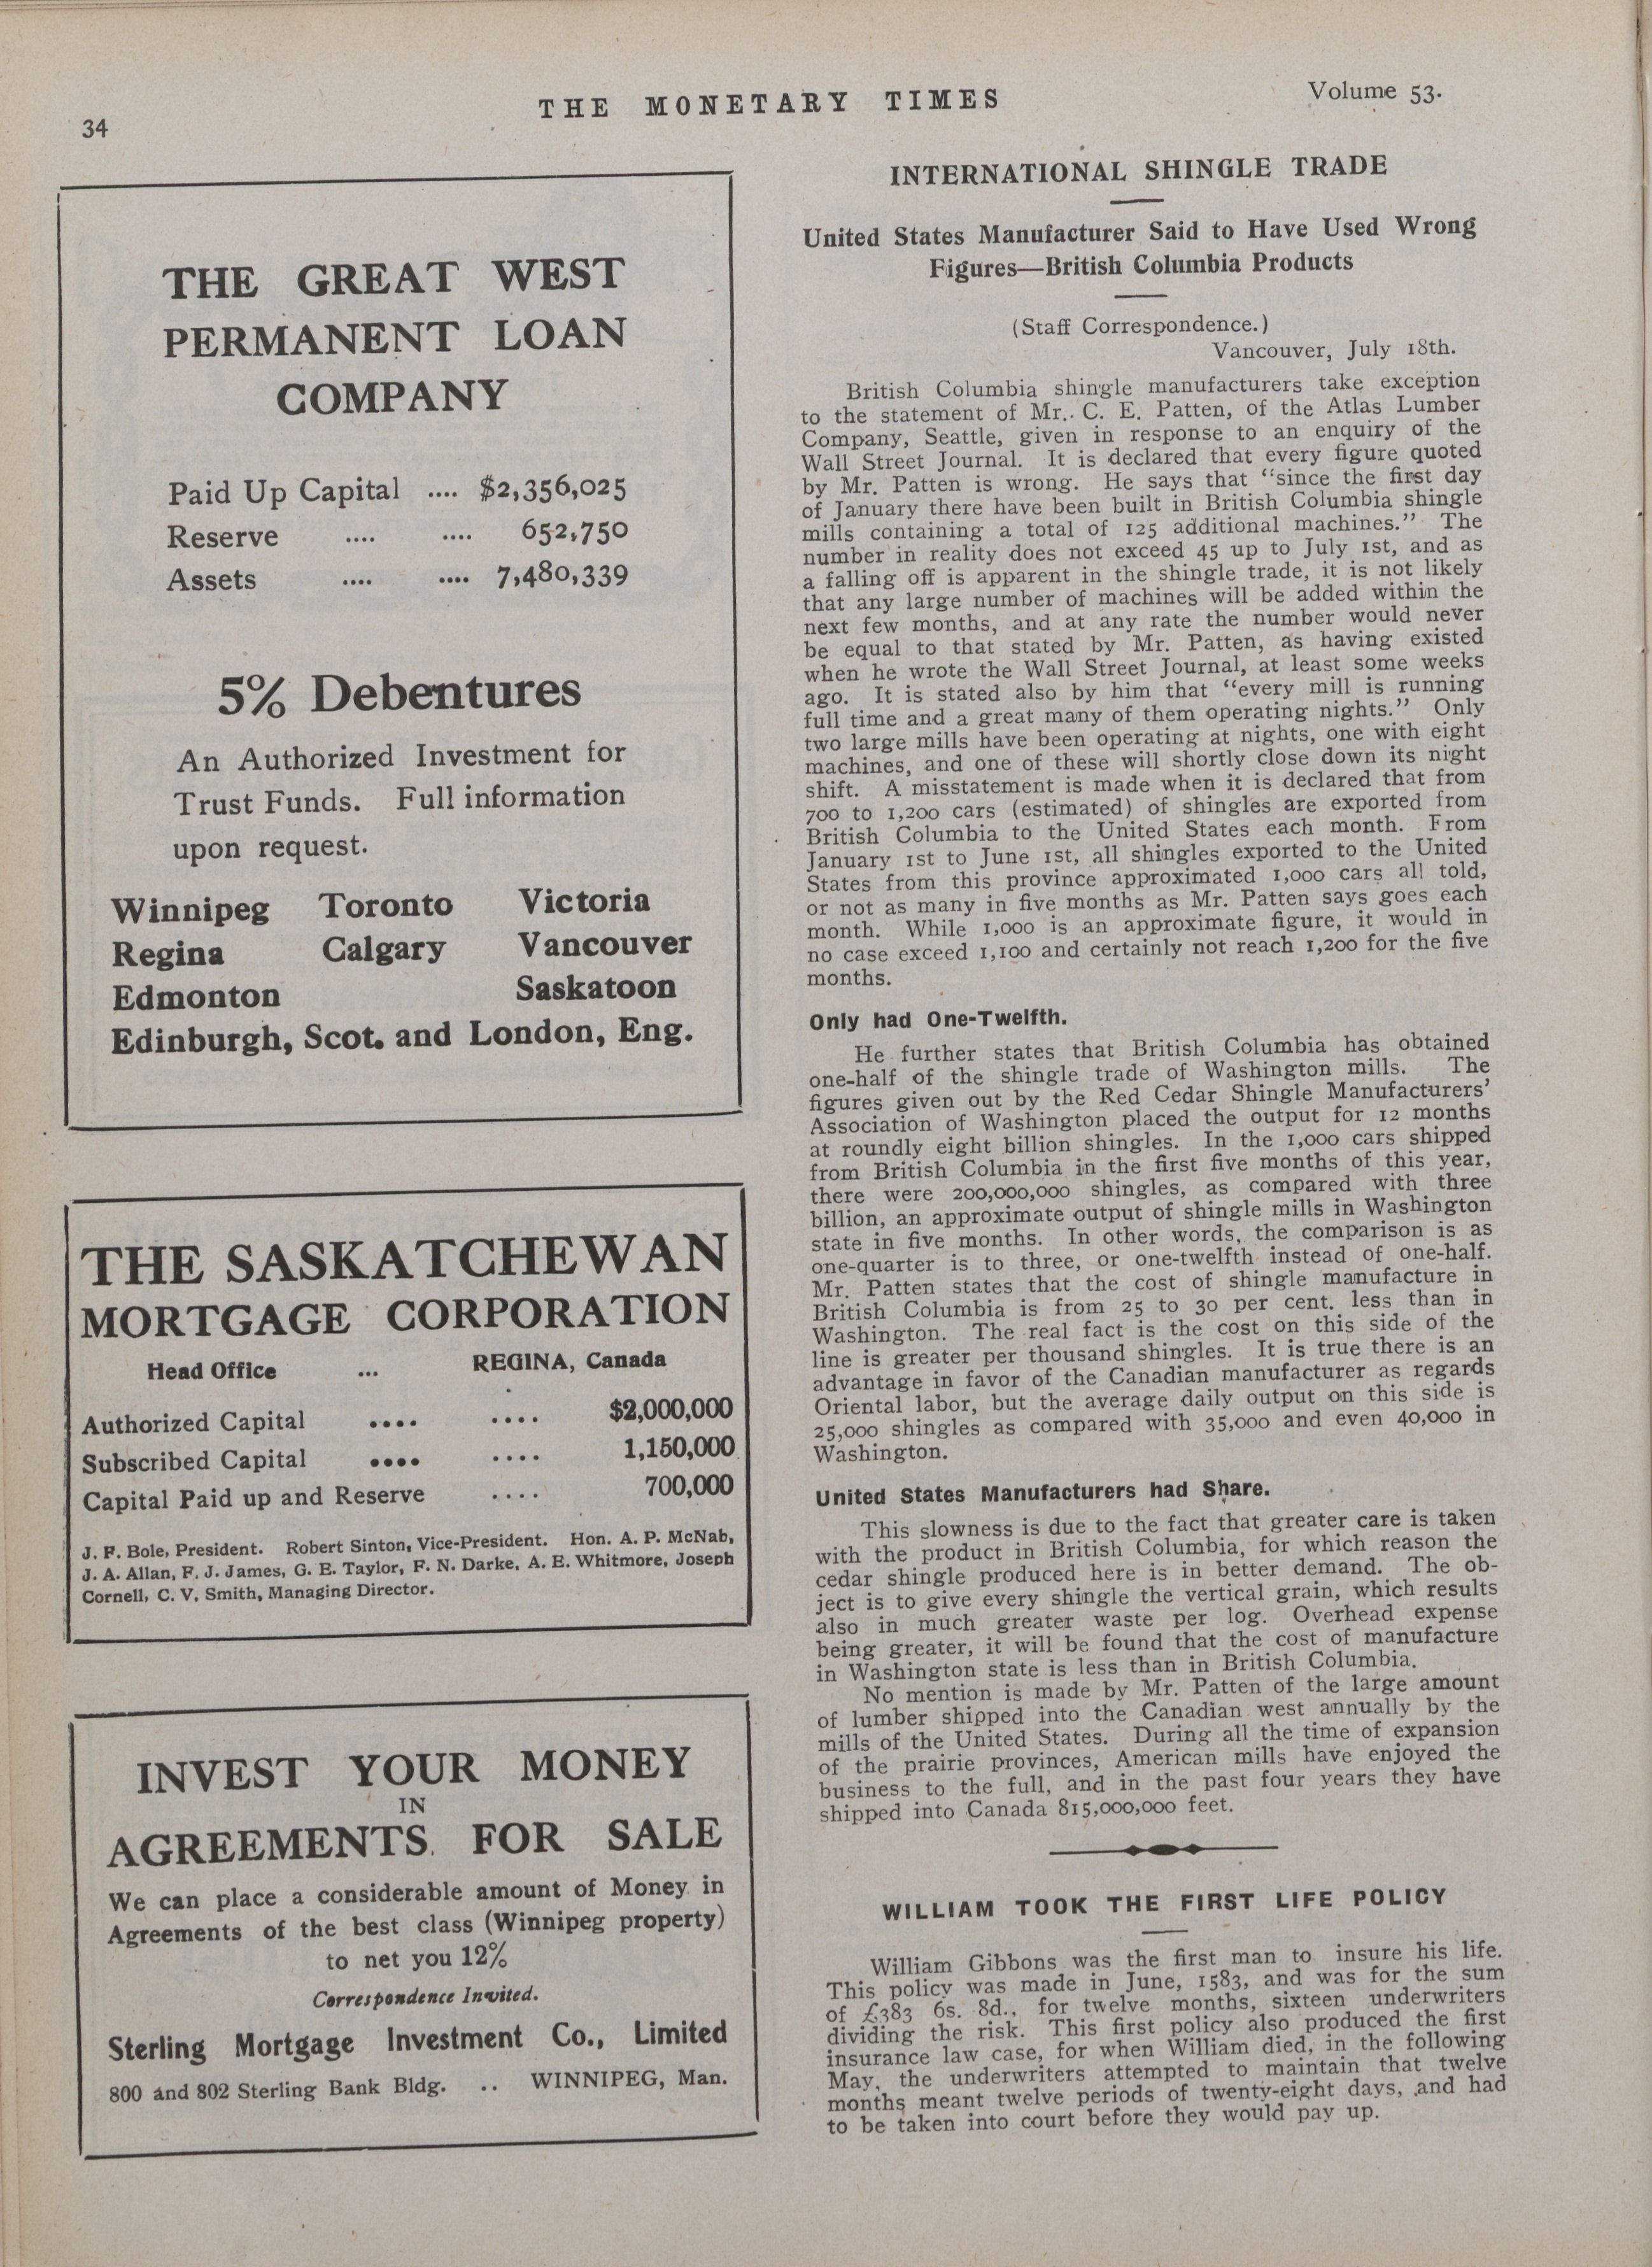 34
THE MONETARY TIMES
Volume 53.
THE GREAT WEST
PERMANENT LOAN
COMPANY
Paid Up Capital .... $2,356,025
Reserve .... .... 652,750
Assets .... .... 7,480,339
5% Debentures
An Authorized Investment for
Trust Funds. Full information
upon request.
Winnipeg Toronto Victoria
Regina Calgary Vancouver
Edmonton Saskatoon
Edinburgh, Scot. and London, Eng.
THE SASKATCHEWAN
MORTGAGE CORPORATION
Head Office ... REGINA, Canada
Authorized Capital .... .... $2,000,000
Subscribed Capital .... .... 1,150,000
Capital Paid up and Reserve .... 700,000
J. F. Bole, President. Robert Sinton, Vice-President. Hon. A. P. McNab,
J. A. Allan, F. J. James, G. E. Taylor, F. N. Darke, A. E. Whitmore, Joseph
Cornell, C. V. Smith, Managing Director.
INVEST YOUR MONEY
IN
AGREEMENTS FOR SALE
We can place a considerable amount of Money in
Agreements of the best class (Winnipeg property)
to net you 12%
Correspondence Invited.
Sterling Mortgage Investment Co., Limited
800 and 802 Sterling Bank Bldg. .. WINNIPEG, Man.
INTERNATIONAL SHINGLE TRADE
United States Manufacturer Said to Have Used Wrong
Figures—British Columbia Products
(Staff Correspondence.)
Vancouver, July 18th.
British Columbia shingle manufacturers take exception
to the statement of Mr. C. E. Patten, of the Atlas Lumber
Company, Seattle, given in response to an enquiry of the
Wall Street Journal. It is declared that every figure quoted
by Mr. Patten is wrong. He says that "since the first day
of January there have been built in British Columbia shingle
mills containing a total of 125 additional machines." The
number in reality does not exceed 45 up to July 1st, and as
a falling off is apparent in the shingle trade, it is not likely
that any large number of machines will be added within the
next few months, and at any rate the number would never
be equal to that stated by Mr. Patten, as having existed
when he wrote the Wall Street Journal, at least some weeks
ago. It is stated also by him that "every mill is running
full time and a great many of them operating nights." Only
two large mills have been operating at nights, one with eight
machines, and one of these will shortly close down its night
shift. A misstatement is made when it is declared that from
700 to 1,200 cars (estimated) of shingles are exported from
British Columbia to the United States each month. From
January 1st to June 1st, all shingles exported to the United
States from this province approximated 1,000 cars all told,
or not as many in five months as Mr. Patten says goes each
month. While 1,000 is an approximate figure, it would in
no case exceed 1,100 and certainly not reach 1,200 for the five
months.
Only had One-Twelfth.
He further states that British Columbia has obtained
one-half of the shingle trade of Washington mills. The
figures given out by the Red Cedar Shingle Manufacturers'
Association of Washington placed the output for 12 months
at roundly eight billion shingles. In the 1,000 cars shipped
from British Columbia in the first five months of this year,
there were 200,000,000 shingles, as compared with three
billion, an approximate output of shingle mills in Washington
state in five months. In other words, the comparison is as
one-quarter is to three, or one-twelfth instead of one-half.
Mr. Patten states that the cost of shingle manufacture in
British Columbia is from 25 to 30 per cent. less than in
Washington. The real fact is the cost on this side of the
line is greater per thousand shingles. It is true there is an
advantage in favor of the Canadian manufacturer as regards
Oriental labor, but the average daily output on this side is
25,000 shingles as compared with 35,000 and even 40,000 in
Washington.
United States Manufacturers had Share.
This slowness is due to the fact that greater care is taken
with the product in British Columbia, for which reason the
cedar shingle produced here is in better demand. The ob-
ject is to give every shingle the vertical grain, which results
also in much greater waste per log. Overhead expense
being greater, it will be found that the cost of manufacture
in Washington state is less than in British Columbia.
No mention is made by Mr. Patten of the large amount
of lumber shipped into the Canadian west annually by the
mills of the United States. During all the time of expansion
of the prairie provinces, American mills have enjoyed the
business to the full, and in the past four years they have
shipped into Canada 815,000,000 feet.
WILLIAM TOOK THE FIRST LIFE POLICY
William Gibbons was the first man to insure his life.
This policy was made in June, 1583, and was for the sum
of £383 6s. 8d., for twelve months, sixteen underwriters
dividing the risk. This first policy also produced the first
insurance law case, for when William died, in the following
May, the underwriters attempted to maintain that twelve
months meant twelve periods of twenty-eight days, and had
to be taken into court before they would pay up.